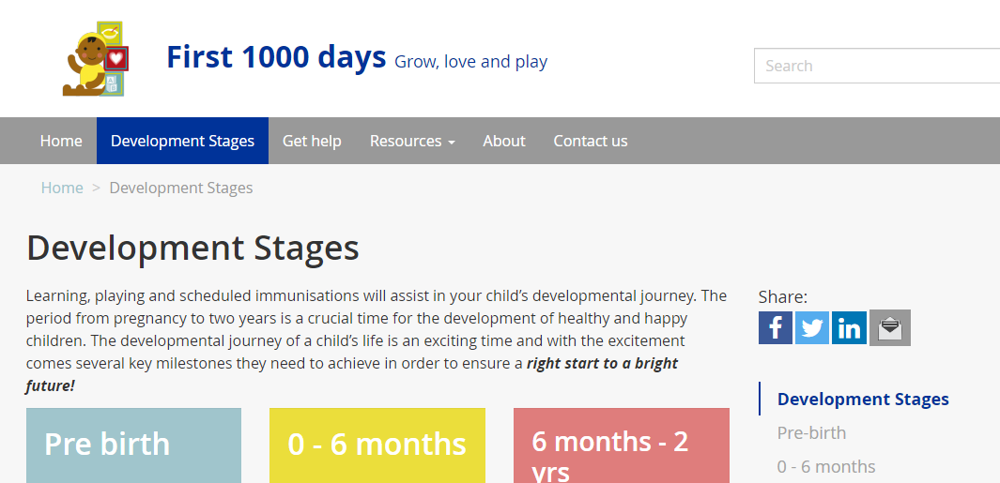 First 1000 days Grow, love and play
Search
Home Development Stages Get help Resources About Contact us
Home > Development Stages
Development Stages
Learning, playing and scheduled immunisations will assist in your child’s developmental journey. The
period from pregnancy to two years is a crucial time for the development of healthy and happy
children. The developmental journey of a child’s life is an exciting time and with the excitement
comes several key milestones they need to achieve in order to ensure a right start to a bright
future!
Pre birth
0 - 6 months
6 months - 2
yrs
Share:
Development Stages
Pre-birth
0 - 6 months